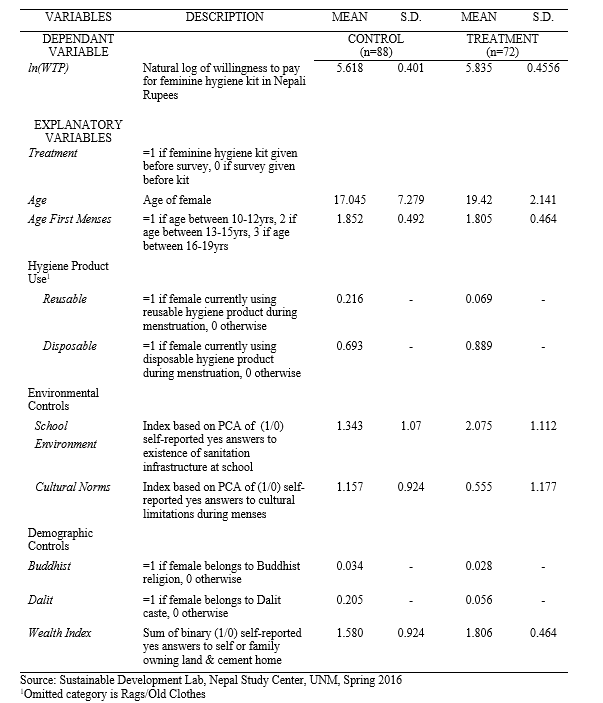 VARIABLES DESCRIPTION MEAN S.D. MEAN S.D.
DEPENDANT CONTROL TREATMENT
VARIABLE (n=88) (n=72)
ln(WTP) Natural log of willingness to pay 5.618 0.401 5.835 0.4556
for feminine hygiene kit in Nepali
Rupees
EXPLANATORY
VARIABLES
Treatment =1 if feminine hygiene kit given
before survey, 0 if survey given
before kit
Age Age of female 17.045 7.279 19.42 2.141
Age First Menses =1 if age between 10-12yrs, 2 if 1.852 0.492 1.805 0.464
age between 13-15yrs, 3 if age
between 16-19yrs
Hygiene Product
Use1
Reusable =1 if female currently using 0.216 - 0.069 -
reusable hygiene product during
menstruation, 0 otherwise
Disposable =1 if female currently using 0.693 - 0.889 -
disposable hygiene product
during menstruation, 0 otherwise
Environmental
Controls
School Index based on PCA of (1/0) 1.343 1.07 2.075 1.112
Environment self-reported yes answers to
existence of sanitation
infrastructure at school
Cultural Norms Index based on PCA of (1/0) self- 1.157 0.924 0.555 1.177
reported yes answers to cultural
limitations during menses
Demographic
Controls
Buddhist =1 if female belongs to Buddhist 0.034 - 0.028 -
religion, 0 otherwise
Dalit =1 if female belongs to Dalit 0.205 - 0.056 -
caste, 0 otherwise
Wealth Index Sum of binary (1/0) self-reported 1.580 0.924 1.806 0.464
yes answers to self or family
owning land & cement home
Source: Sustainable Development Lab, Nepal Study Center, UNM, Spring 2016
1Omitted category is Rags/Old Clothes